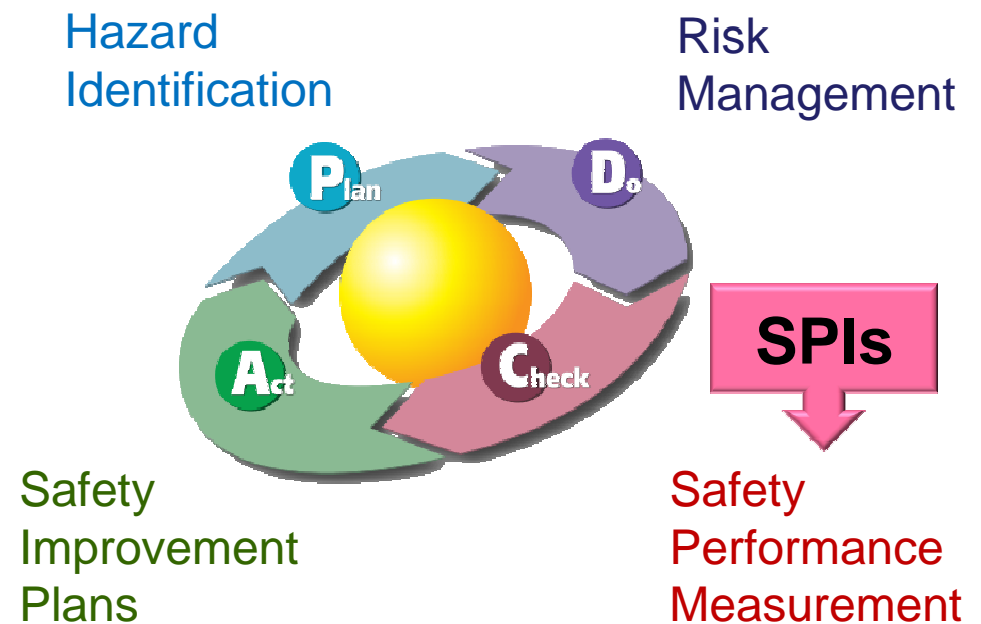 Hazard
Identification
Risk
Management
Plan
Do
SPIs
Act
Check
Safety
Improvement
Plans
Safety
Performance
Measurement